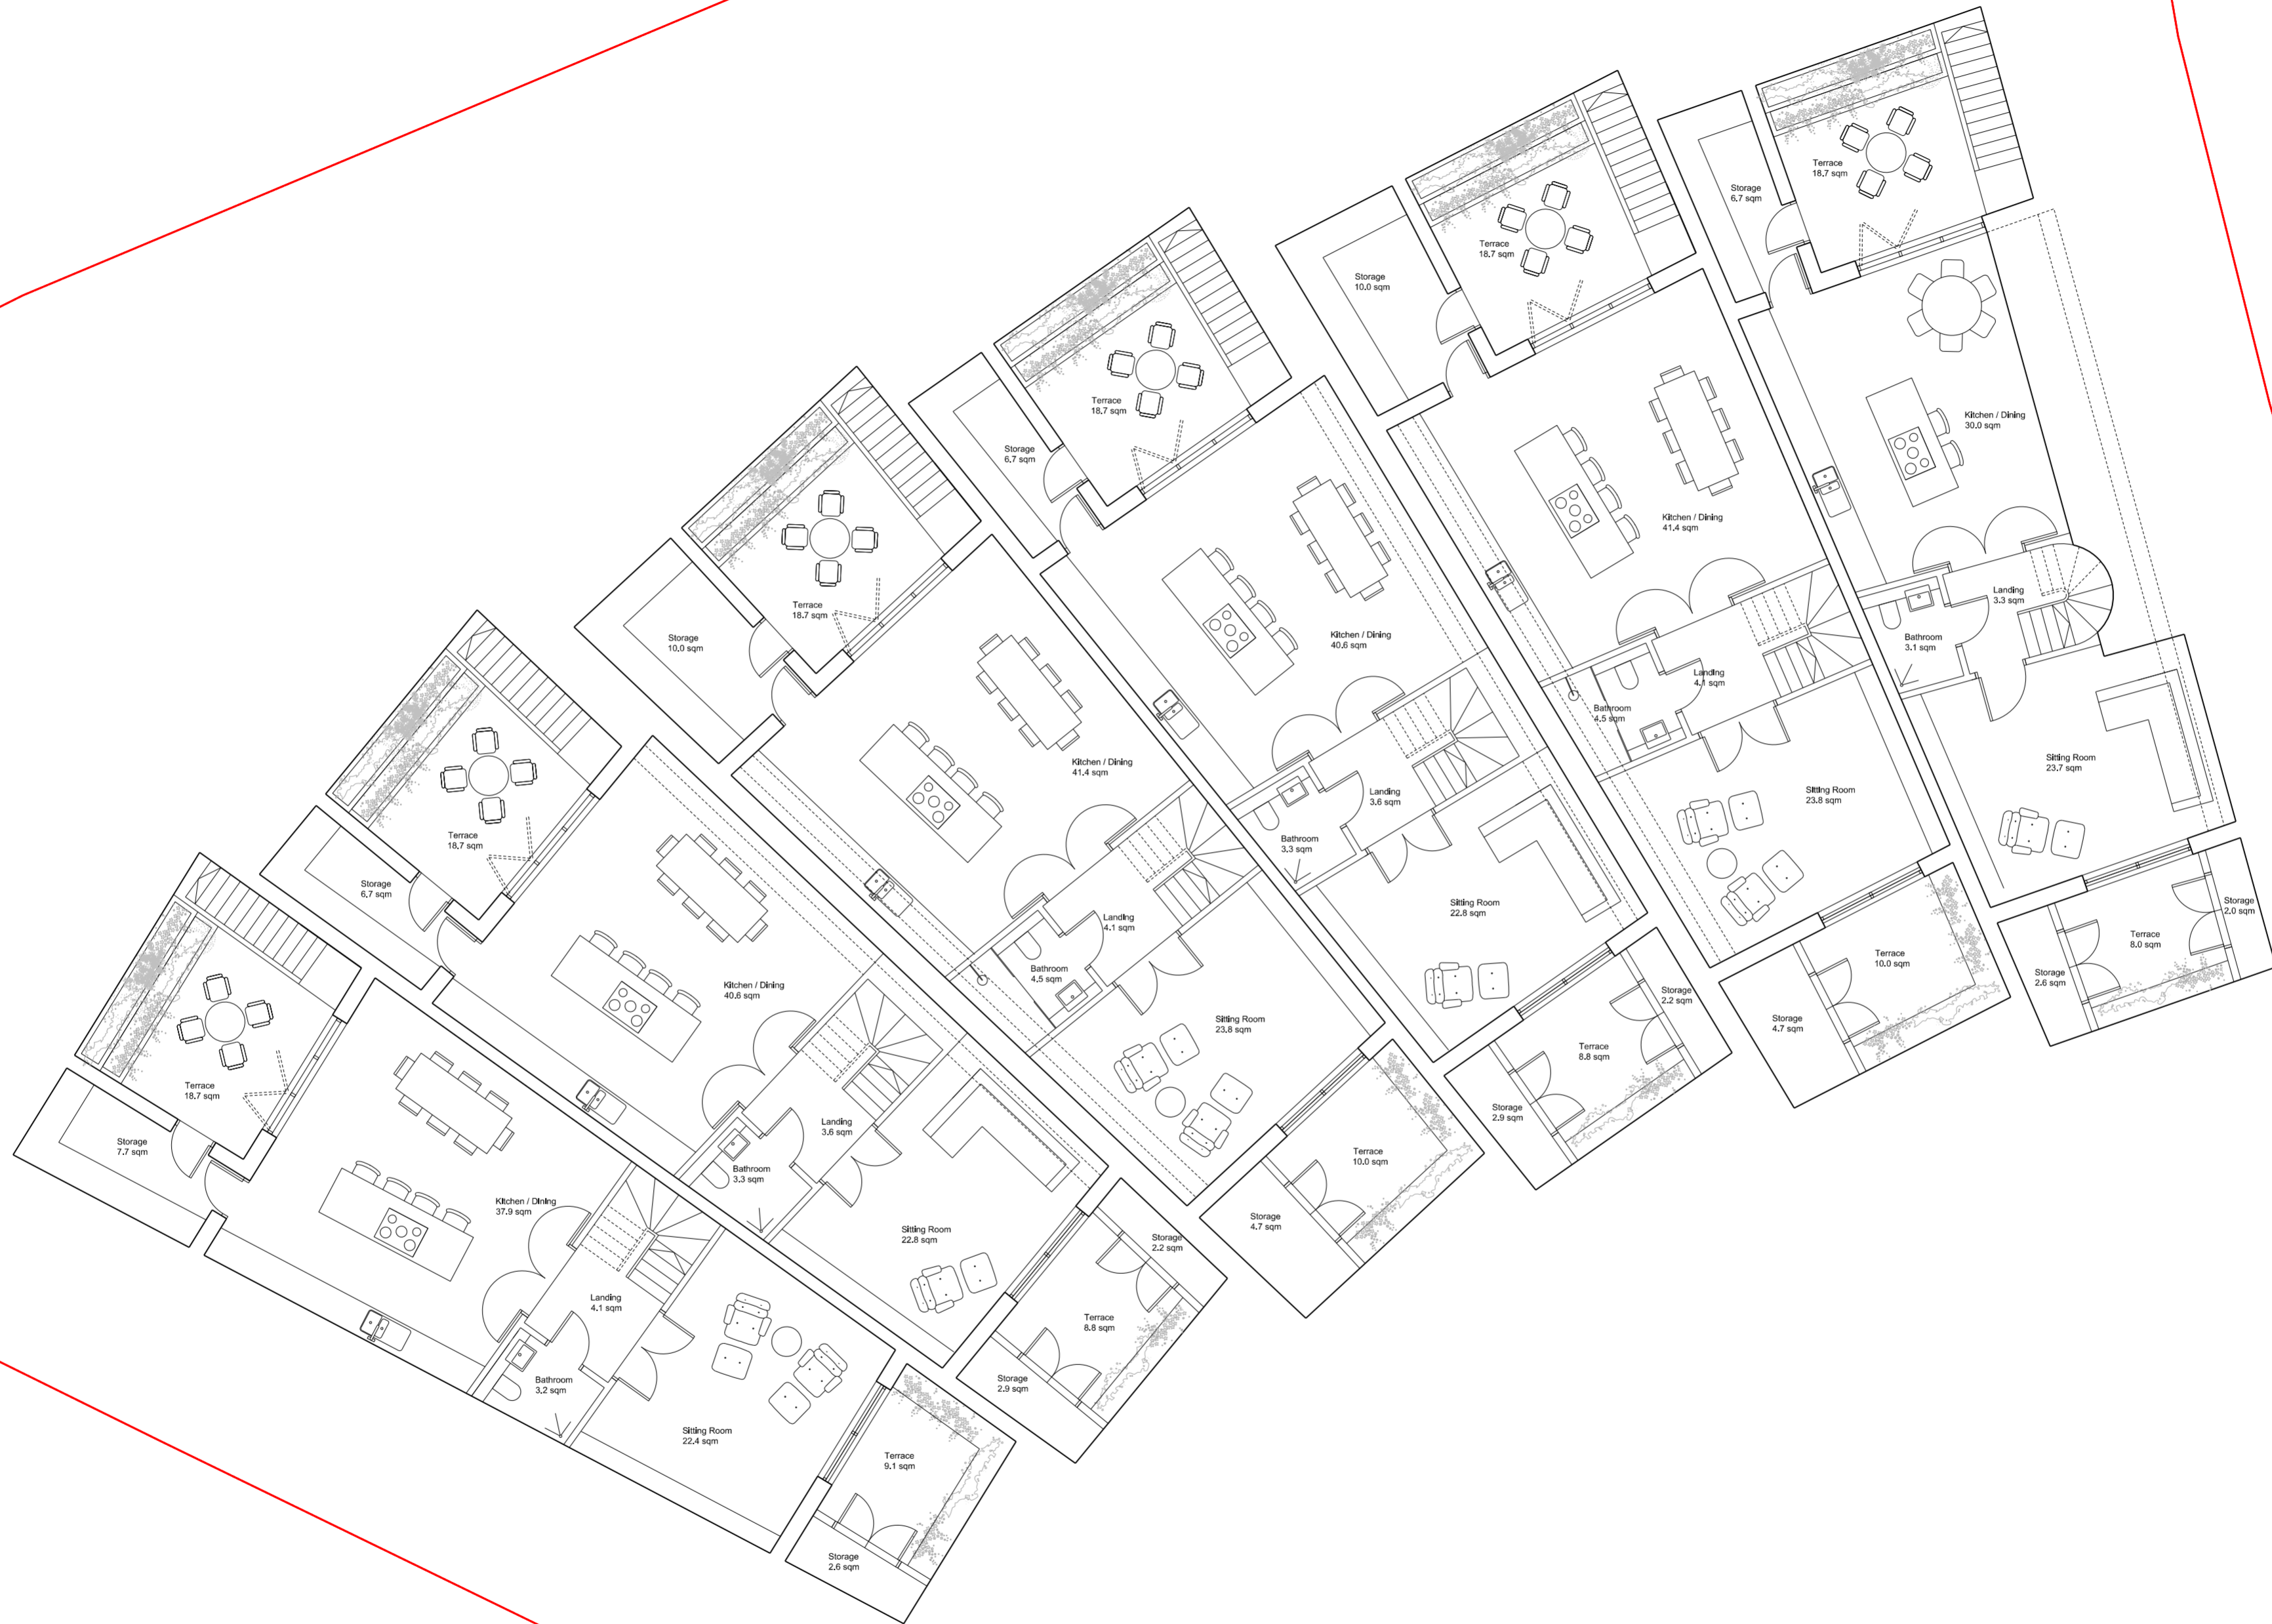 Terrace
18.7 sqm
Storage
7.7 sqm
Kitchen / Dining
37.9 sqm
Landing
4.1 sqm
Bathroom
3.2 sqm
Sitting Room
22.4 sqm
Terrace
9.1 sqm
Storage
2.6 sqm
Terrace
18.7 sqm
Storage
6.7 sqm
Kitchen / Dining
40.6 sqm
Landing
3.6 sqm
Bathroom
3.3 sqm
Sitting Room
22.8 sqm
Storage
2.2 sqm
Terrace
8.8 sqm
Storage
2.9 sqm
Terrace
18.7 sqm
Storage
10.0 sqm
Kitchen / Dining
41.4 sqm
Landing
4.1 sqm
Bathroom
4.5 sqm
Sitting Room
23.8 sqm
Terrace
10.0 sqm
Storage
4.7 sqm
Terrace
18.7 sqm
Storage
6.7 sqm
Kitchen / Dining
40.6 sqm
Landing
3.6 sqm
Bathroom
3.3 sqm
Sitting Room
22.8 sqm
Storage
2.2 sqm
Terrace
8.8 sqm
Storage
2.9 sqm
Terrace
18.7 sqm
Storage
10.0 sqm
Kitchen / Dining
41.4 sqm
Landing
4.1 sqm
Bathroom
4.5 sqm
Sitting Room
23.8 sqm
Terrace
10.0 sqm
Storage
4.7 sqm
Terrace
18.7 sqm
Storage
6.7 sqm
Kitchen / Dining
30.0 sqm
Landing
3.3 sqm
Bathroom
3.1 sqm
Sitting Room
23.7 sqm
Storage
2.0 sqm
Terrace
8.0 sqm
Storage
2.6 sqm